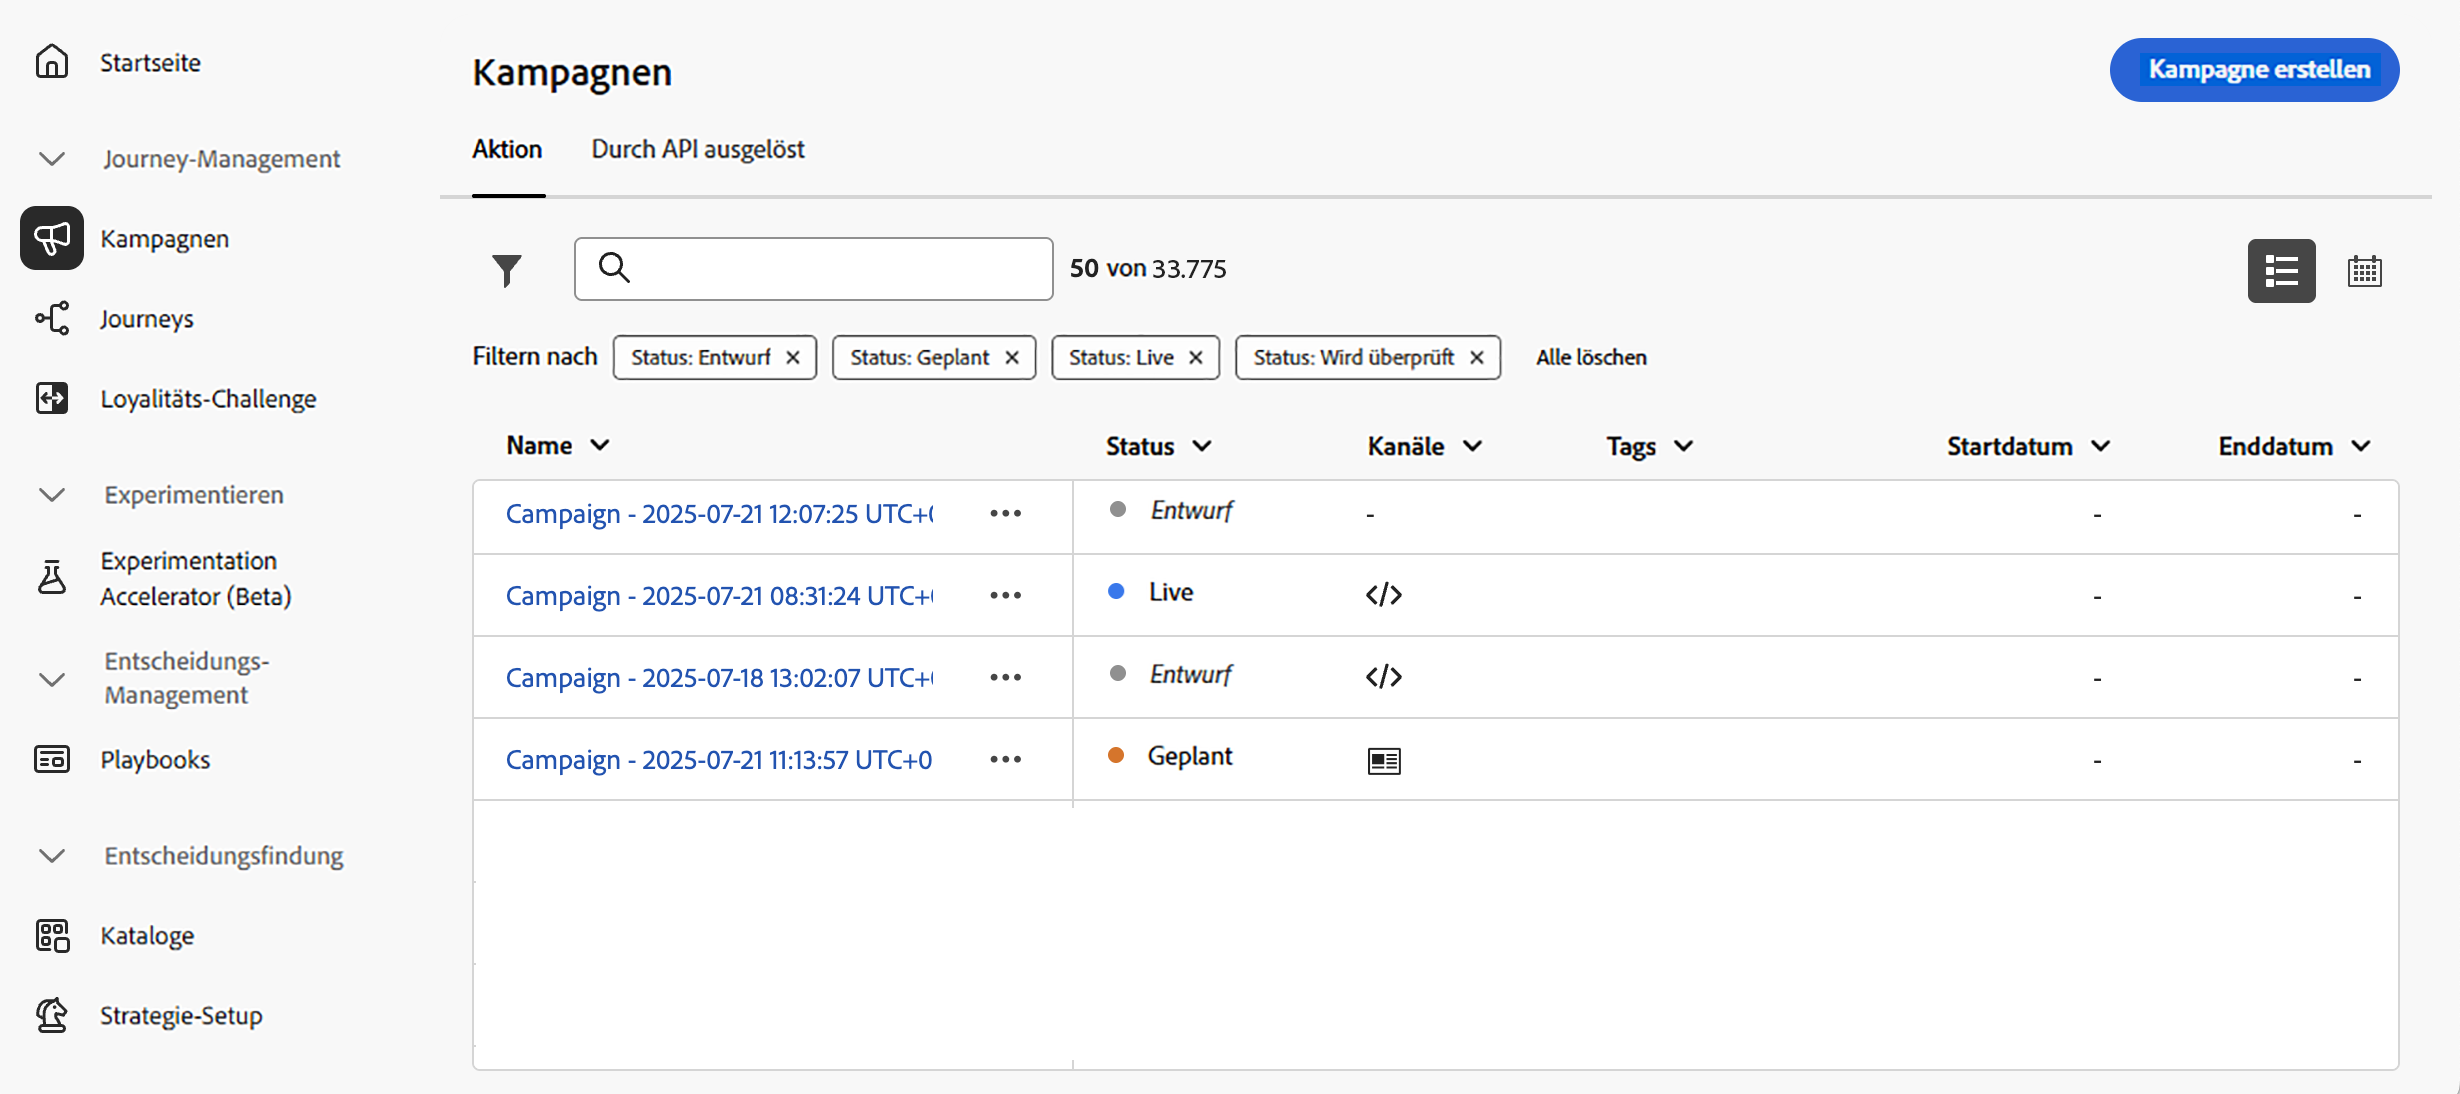 Startseite
Journey-Management
Kampagnen
Journeys
Loyalitäts-Challenge
Experimentieren
Experimentation
Accelerator (Beta)
Entscheidungs-
Management
Playbooks
Entscheidungsfindung
Kataloge
Strategie-Setup
Kampagnen
Kampagne erstellen
Aktion Durch API ausgelöst
50 von 33.775
Filtern nach Status: Entwurf Status: Geplant Status: Live Status: Wird überprüft Alle löschen
Name Status Kanäle Tags Startdatum Enddatum
Campaign - 2025-07-21 12:07:25 UTC+ Entwurf - - -
Campaign - 2025-07-21 08:31:24 UTC+ Live - -
Campaign - 2025-07-18 13:02:07 UTC+ Entwurf - -
Campaign - 2025-07-21 11:13:57 UTC+0 Geplant - -